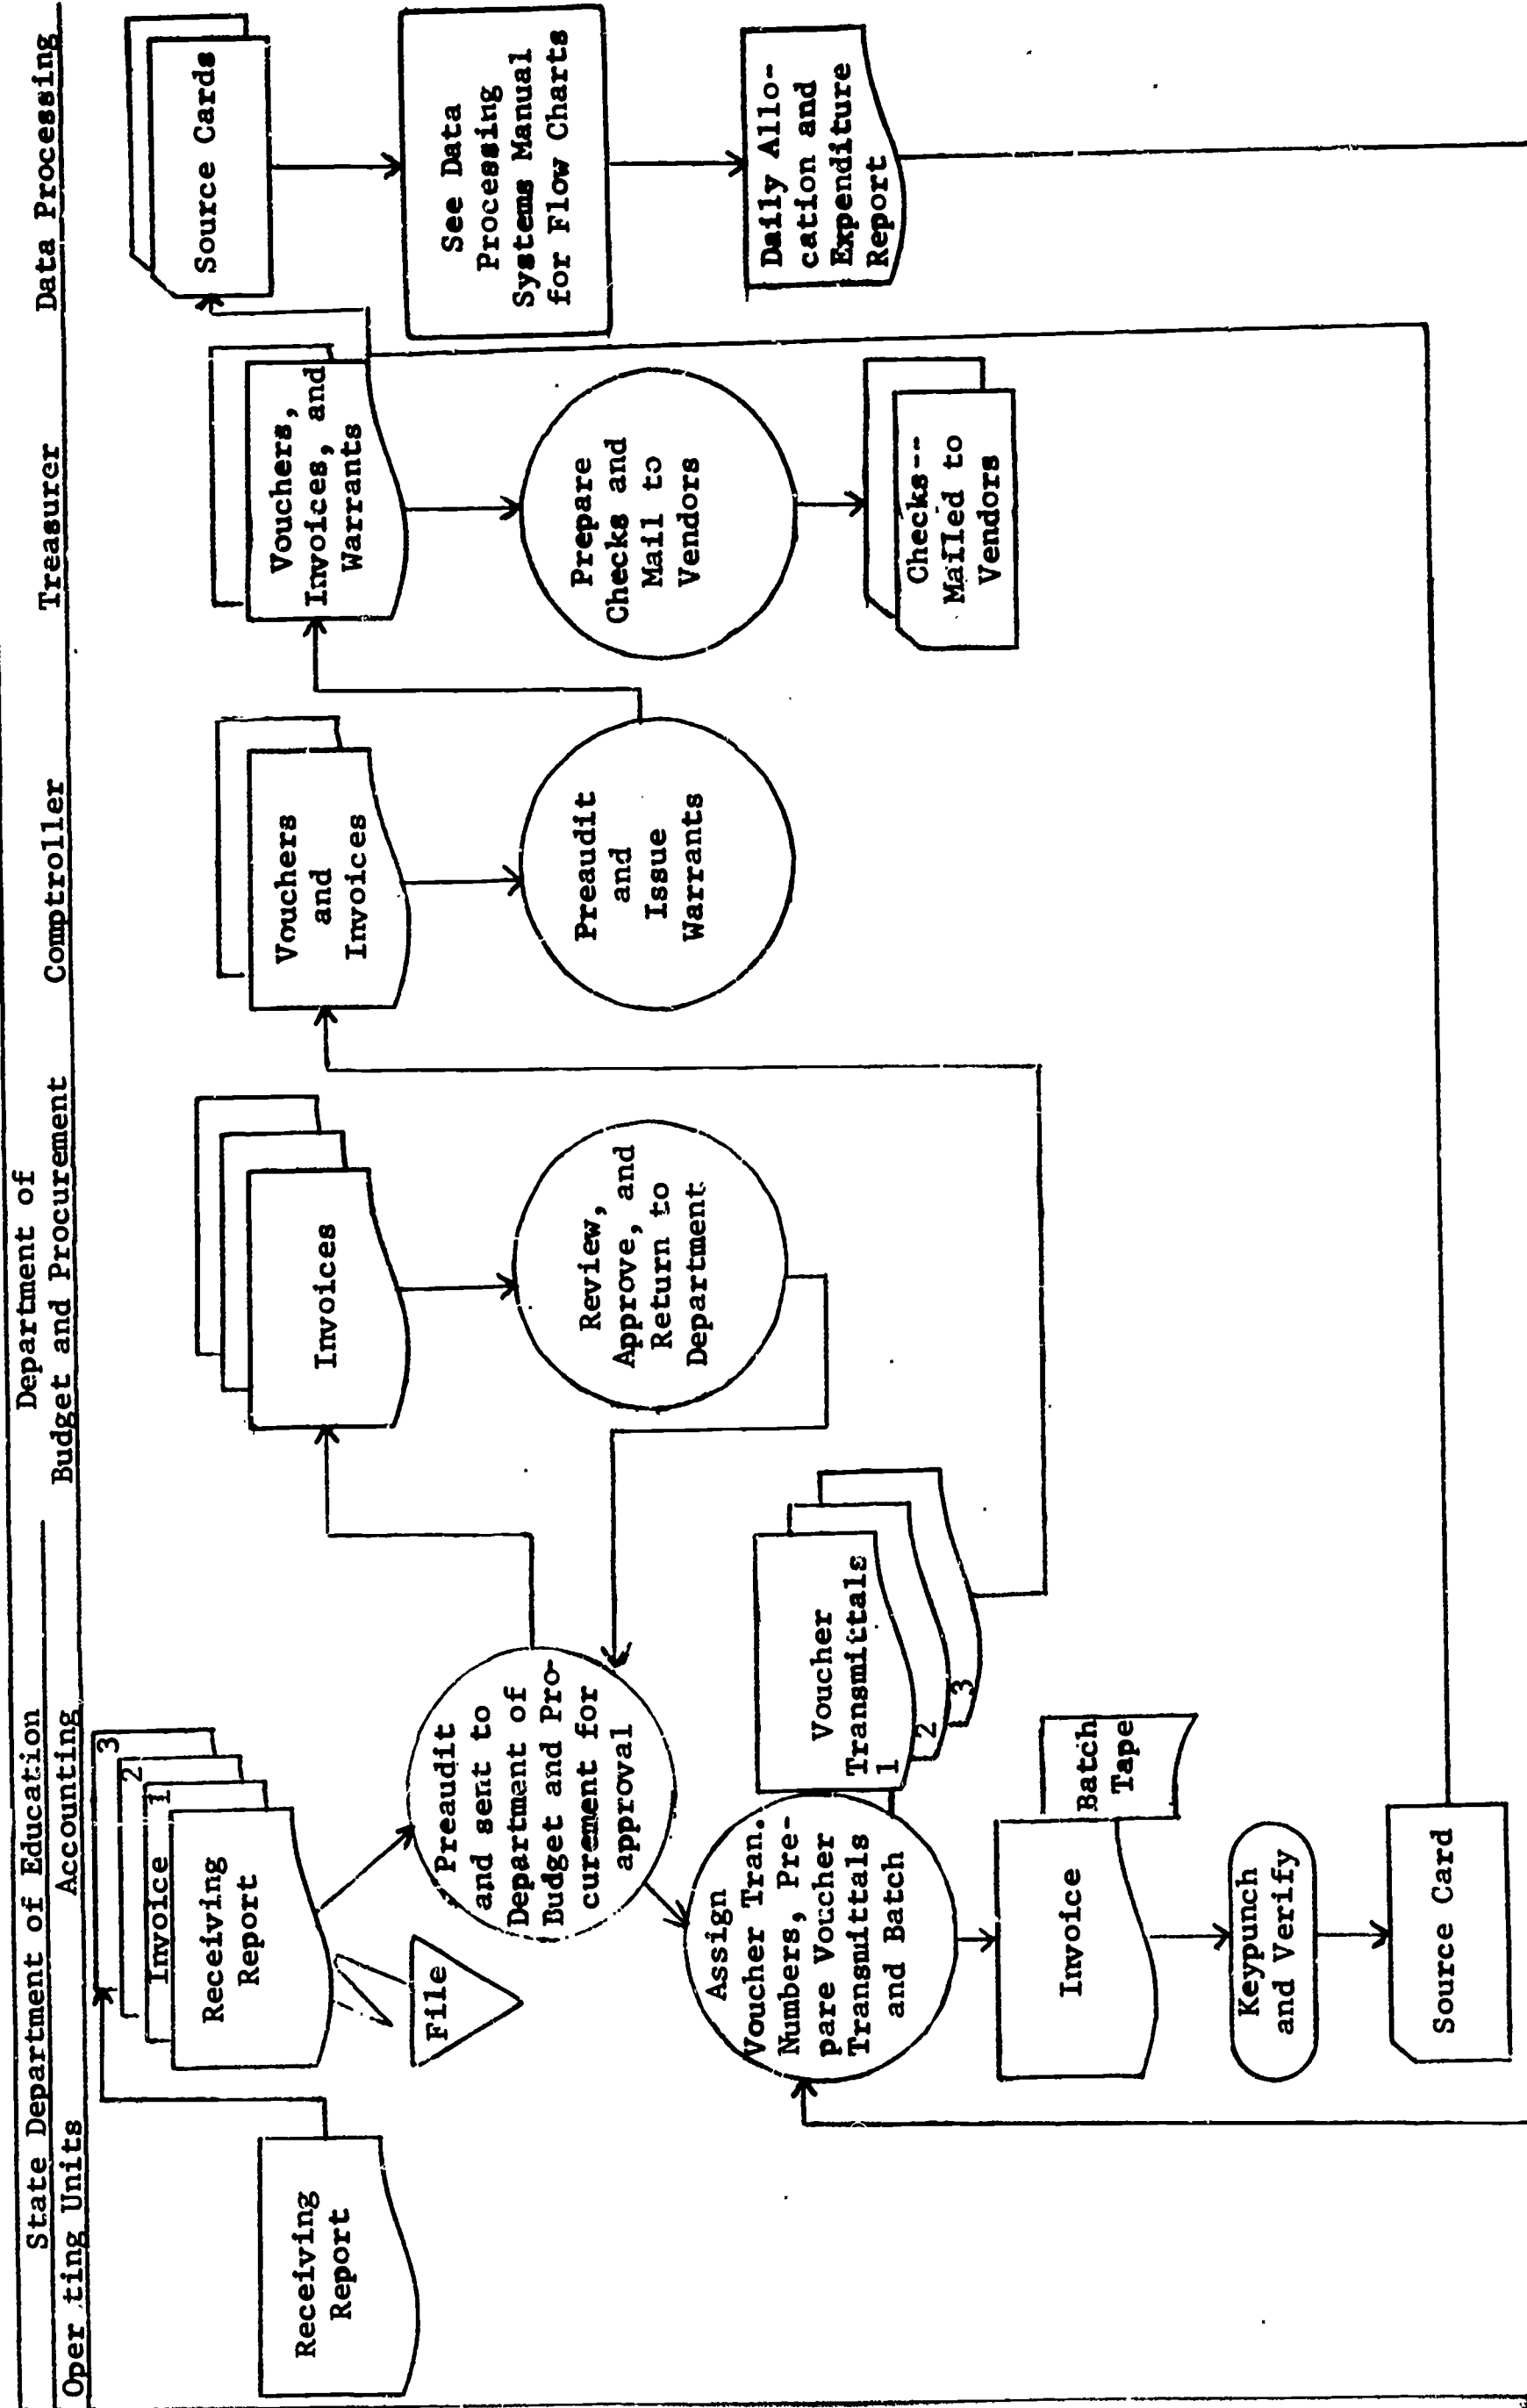 State Department of Education
Department of
Oper ting Units
Accounting
Budget and Procurement
Comptroller
Treasurer
Data Processing
Receiving
Report
3
2
1
Invoice
Receiving
Report
File
Preaudit
and sent to
Department of
Budget and Pro-
curement for
approval
Assign
Voucher Tran.
Numbers, Pre-
pare Voucher
Transmittals
and Batch
Voucher
Transmittals
1
2
3
Invoice
Batch
Tape
Keypunch
and Verify
Source Card
Invoices
Review,
Approve, and
Return to
Department
Vouchers
and
Invoices
Preaudit
and
Issue
Warrants
Vouchers,
Invoices, and
Warrants
Prepare
Checks and
Mail to
Vendors
Checks--
Mailed to
Vendors
Source Cards
See Data
Processing
Systems Manual
for Flow Charts
Daily Allo-
cation and
Expenditure
Report